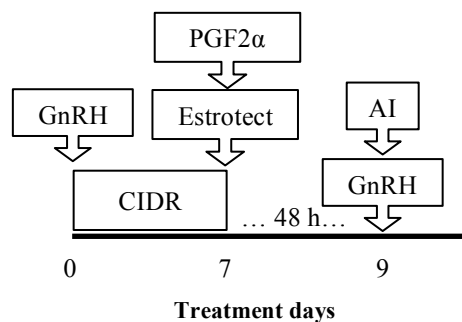 PGF2α
GnRH Estrotect AI
CIDR GnRH
… 48 h…
0 7 9
Treatment days